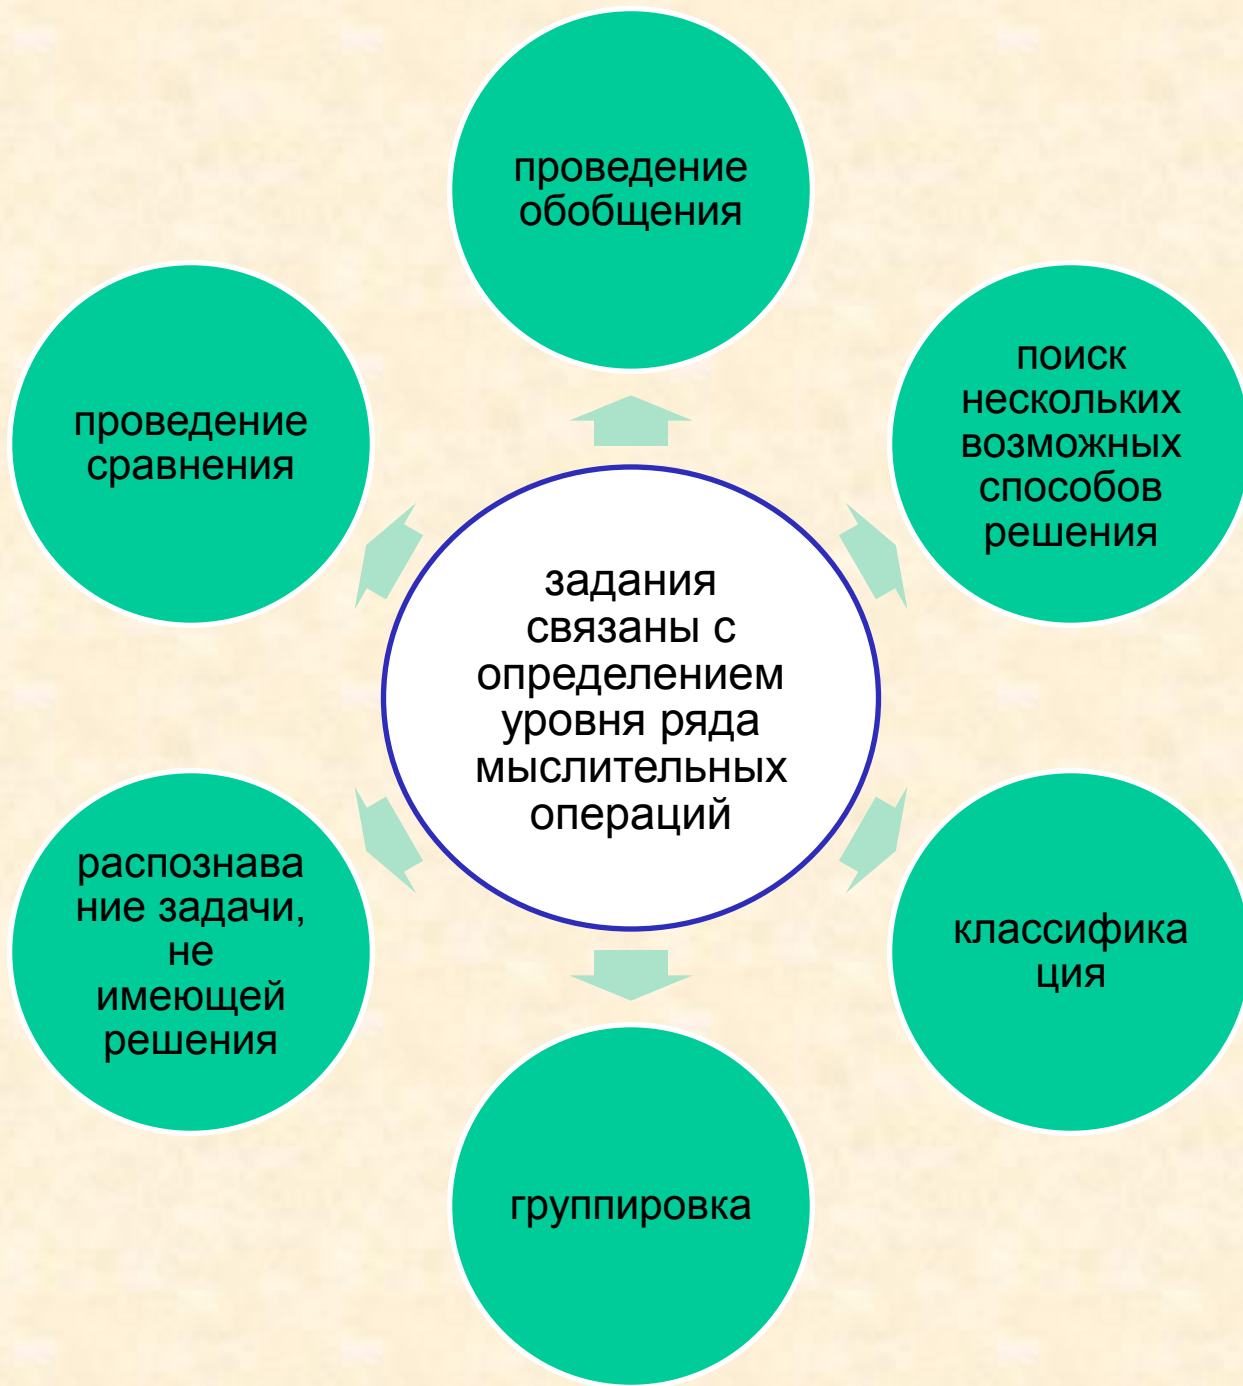 проведение
обобщения
поиск
нескольких
возможных
способов
решения
классифика
ция
группировка
распознава
ние задачи,
не
имеющей
решения
проведение
сравнения
задания
связаны с
определением
уровня ряда
мыслительных
операций